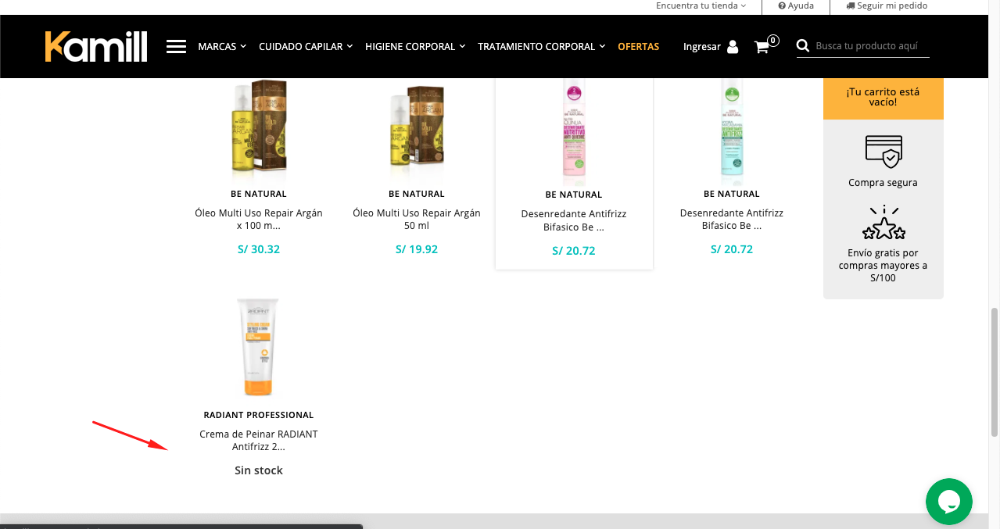 Encuentra tu tienda
Ayuda
Seguir mi pedido
Kamill
MARCAS
CUIDADO CAPILAR
HIGIENE CORPORAL
TRATAMIENTO CORPORAL
OFERTAS
Ingresar
0
Busca tu producto aquí
¡Tu carrito está
vacío!
Compra segura
Envío gratis por
compras mayores a
S/100
BE NATURAL
Óleo Multi Uso Repair Argán
x 100 m...
S/ 30.32
BE NATURAL
Óleo Multi Uso Repair Argán
50 ml
S/ 19.92
BE NATURAL
Desenredante Antifrizz
Bifasico Be ...
S/ 20.72
BE NATURAL
Desenredante Antifrizz
Bifasico Be ...
S/ 20.72
RADIANT PROFESSIONAL
Crema de Peinar RADIANT
Antifrizz 2...
Sin stock